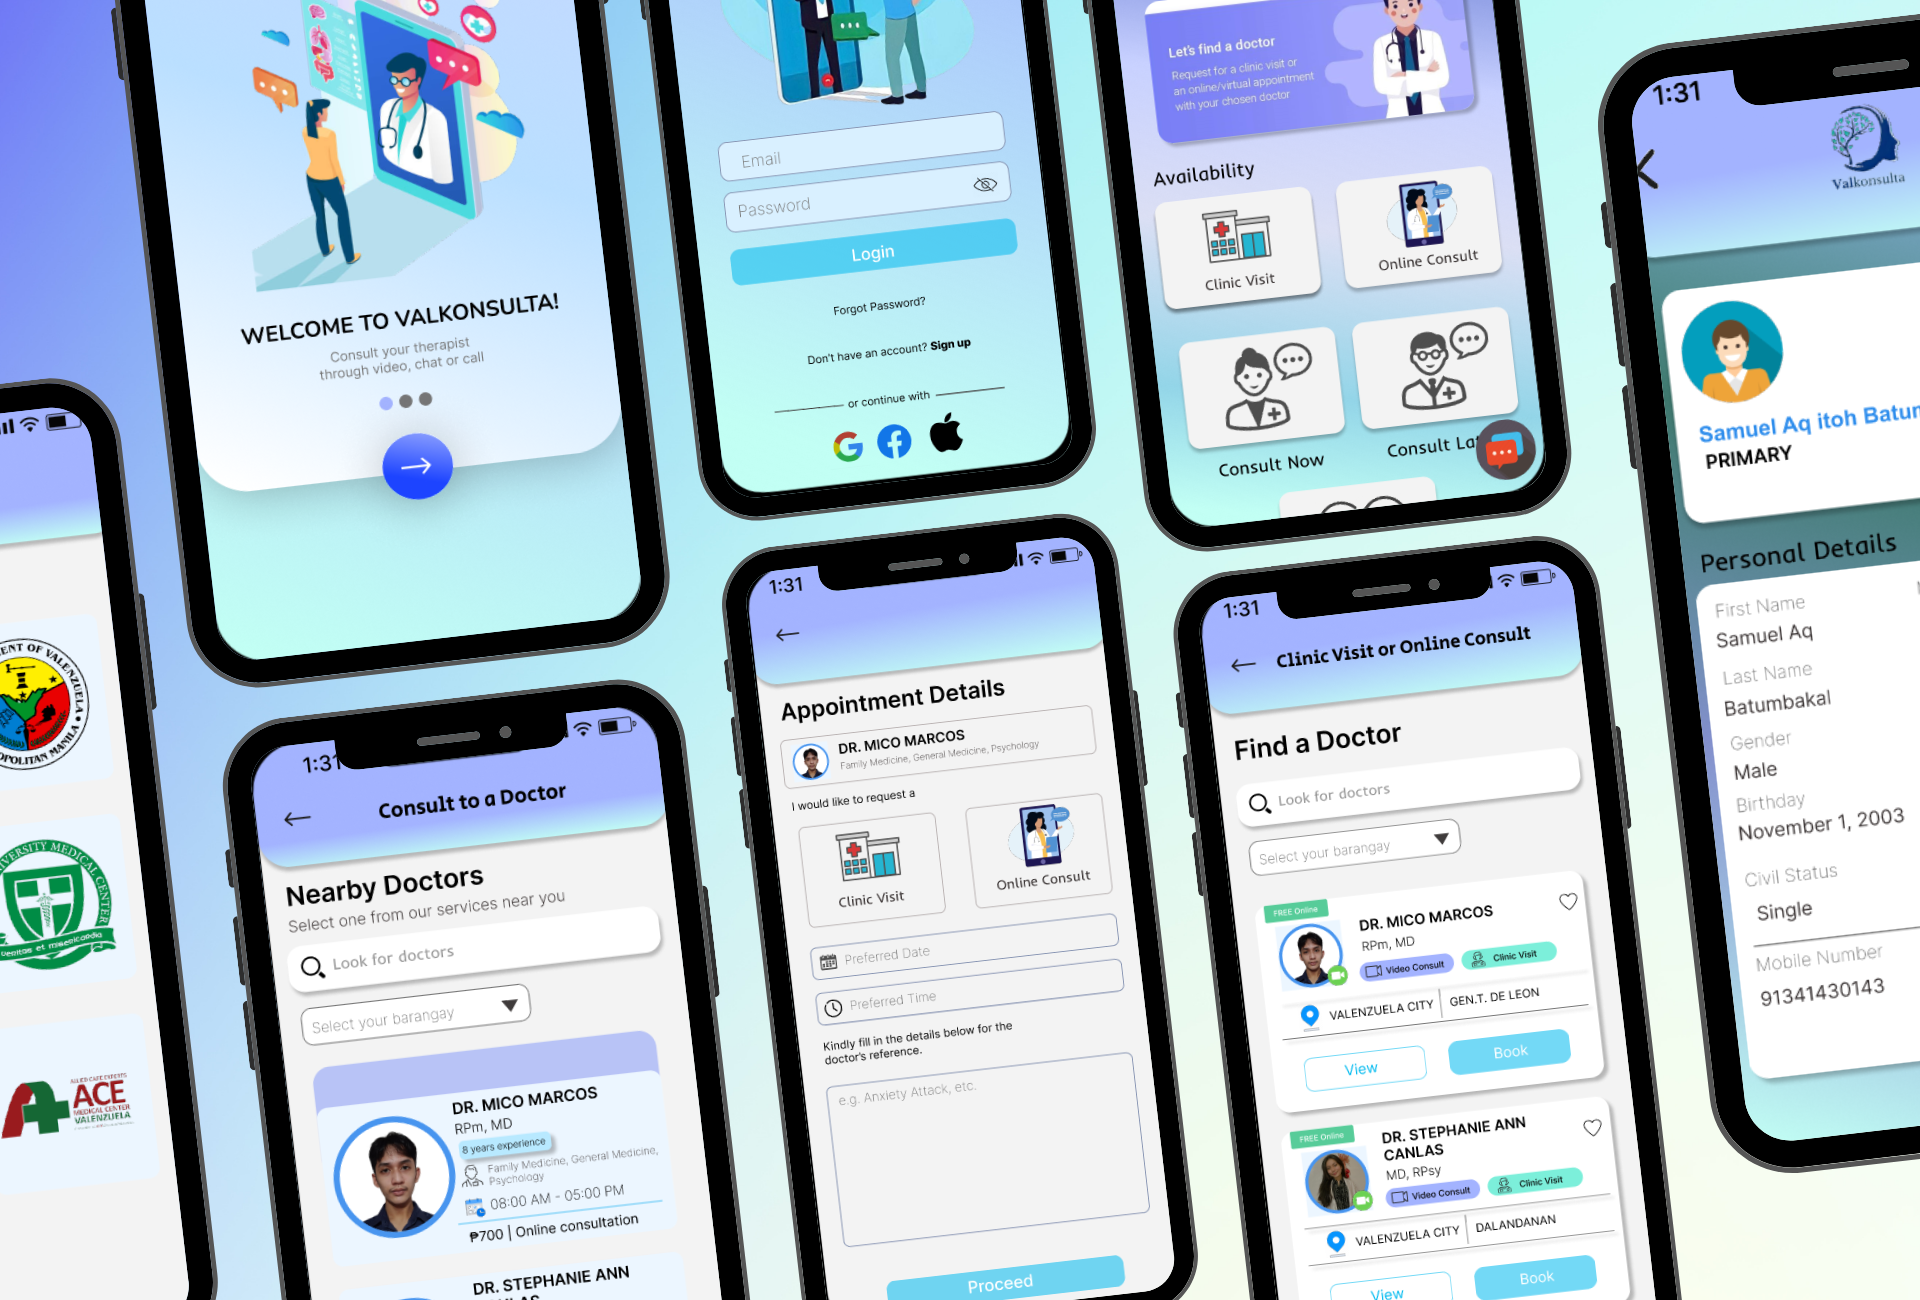 WELCOME TO VALKONSULTA!
Consult your therapist
through video, chat or call
Email
Password
Login
Forgot Password?
Don't have an account? Sign up
or continue with
Let's find a doctor
Request for a clinic visit or
an online/virtual appointment
with your chosen doctor
Availability
Clinic Visit
Online Consult
Consult Now
Consult La
1:31
Valkonsulta
Samuel Aq itoh Batum
PRIMARY
Personal Details
First Name
Samuel Aq
Last Name
Batumbakal
Gender
Male
Birthday
November 1, 2003
Civil Status
Single
Mobile Number
91341430143
ENT OF VALENZUELA
OPOLITAN MANILA
VERSITY MEDICAL CENTER
Veritas et misericordia
ALLIED CARE EXPERTS
ACE
MEDICAL CENTER
VALENZUELA
1:31
Consult to a Doctor
Nearby Doctors
Select one from our services near you
Look for doctors
Select your barangay
DR. MICO MARCOS
RPm, MD
8 years experience
Family Medicine, General Medicine,
Psychology
08:00 AM - 05:00 PM
₱700 | Online consultation
DR. STEPHANIE ANN
1:31
Appointment Details
DR. MICO MARCOS
Family Medicine, General Medicine, Psychology
I would like to request a
Clinic Visit
Online Consult
Preferred Date
Preferred Time
Kindly fill in the details below for the
doctor's reference.
e.g. Anxiety Attack, etc.
Proceed
1:31
Clinic Visit or Online Consult
Find a Doctor
Look for doctors
Select your barangay
FREE Online
DR. MICO MARCOS
RPm, MD
Video Consult
Clinic Visit
VALENZUELA CITY
GEN.T. DE LEON
View
Book
FREE Online
DR. STEPHANIE ANN
CANLAS
MD, RPsy
Video Consult
Clinic Visit
VALENZUELA CITY
DALANDANAN
View
Book